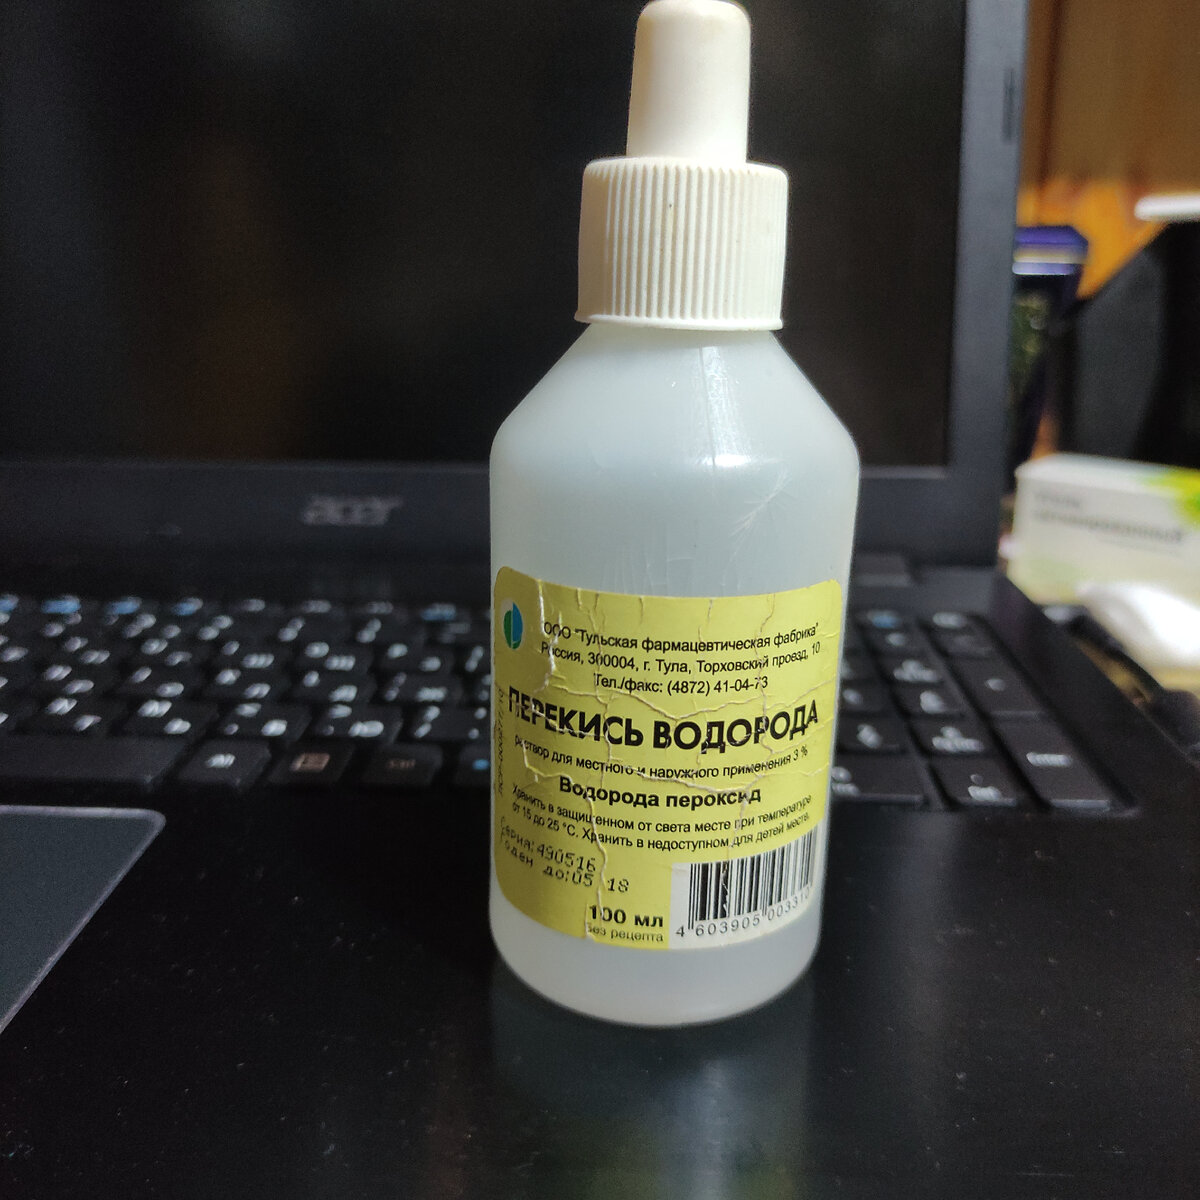 acer
ООО "Тульская фармацевтическая фабрика"
Россия, 300004, г. Тула, Торховский проезд, 10
Тел./факс: (4872) 41-04-73
ПЕРЕКИСЬ ВОДОРОДА
раствор для местного и наружного применения 3 %
Водорода пероксид
Хранить в защищенном от света месте при температуре
от 15 до 25 °С. Хранить в недоступном для детей месте.
Серия: 490516
Годен до: 05 18
100 мл
Без рецепта
4 603905 00331